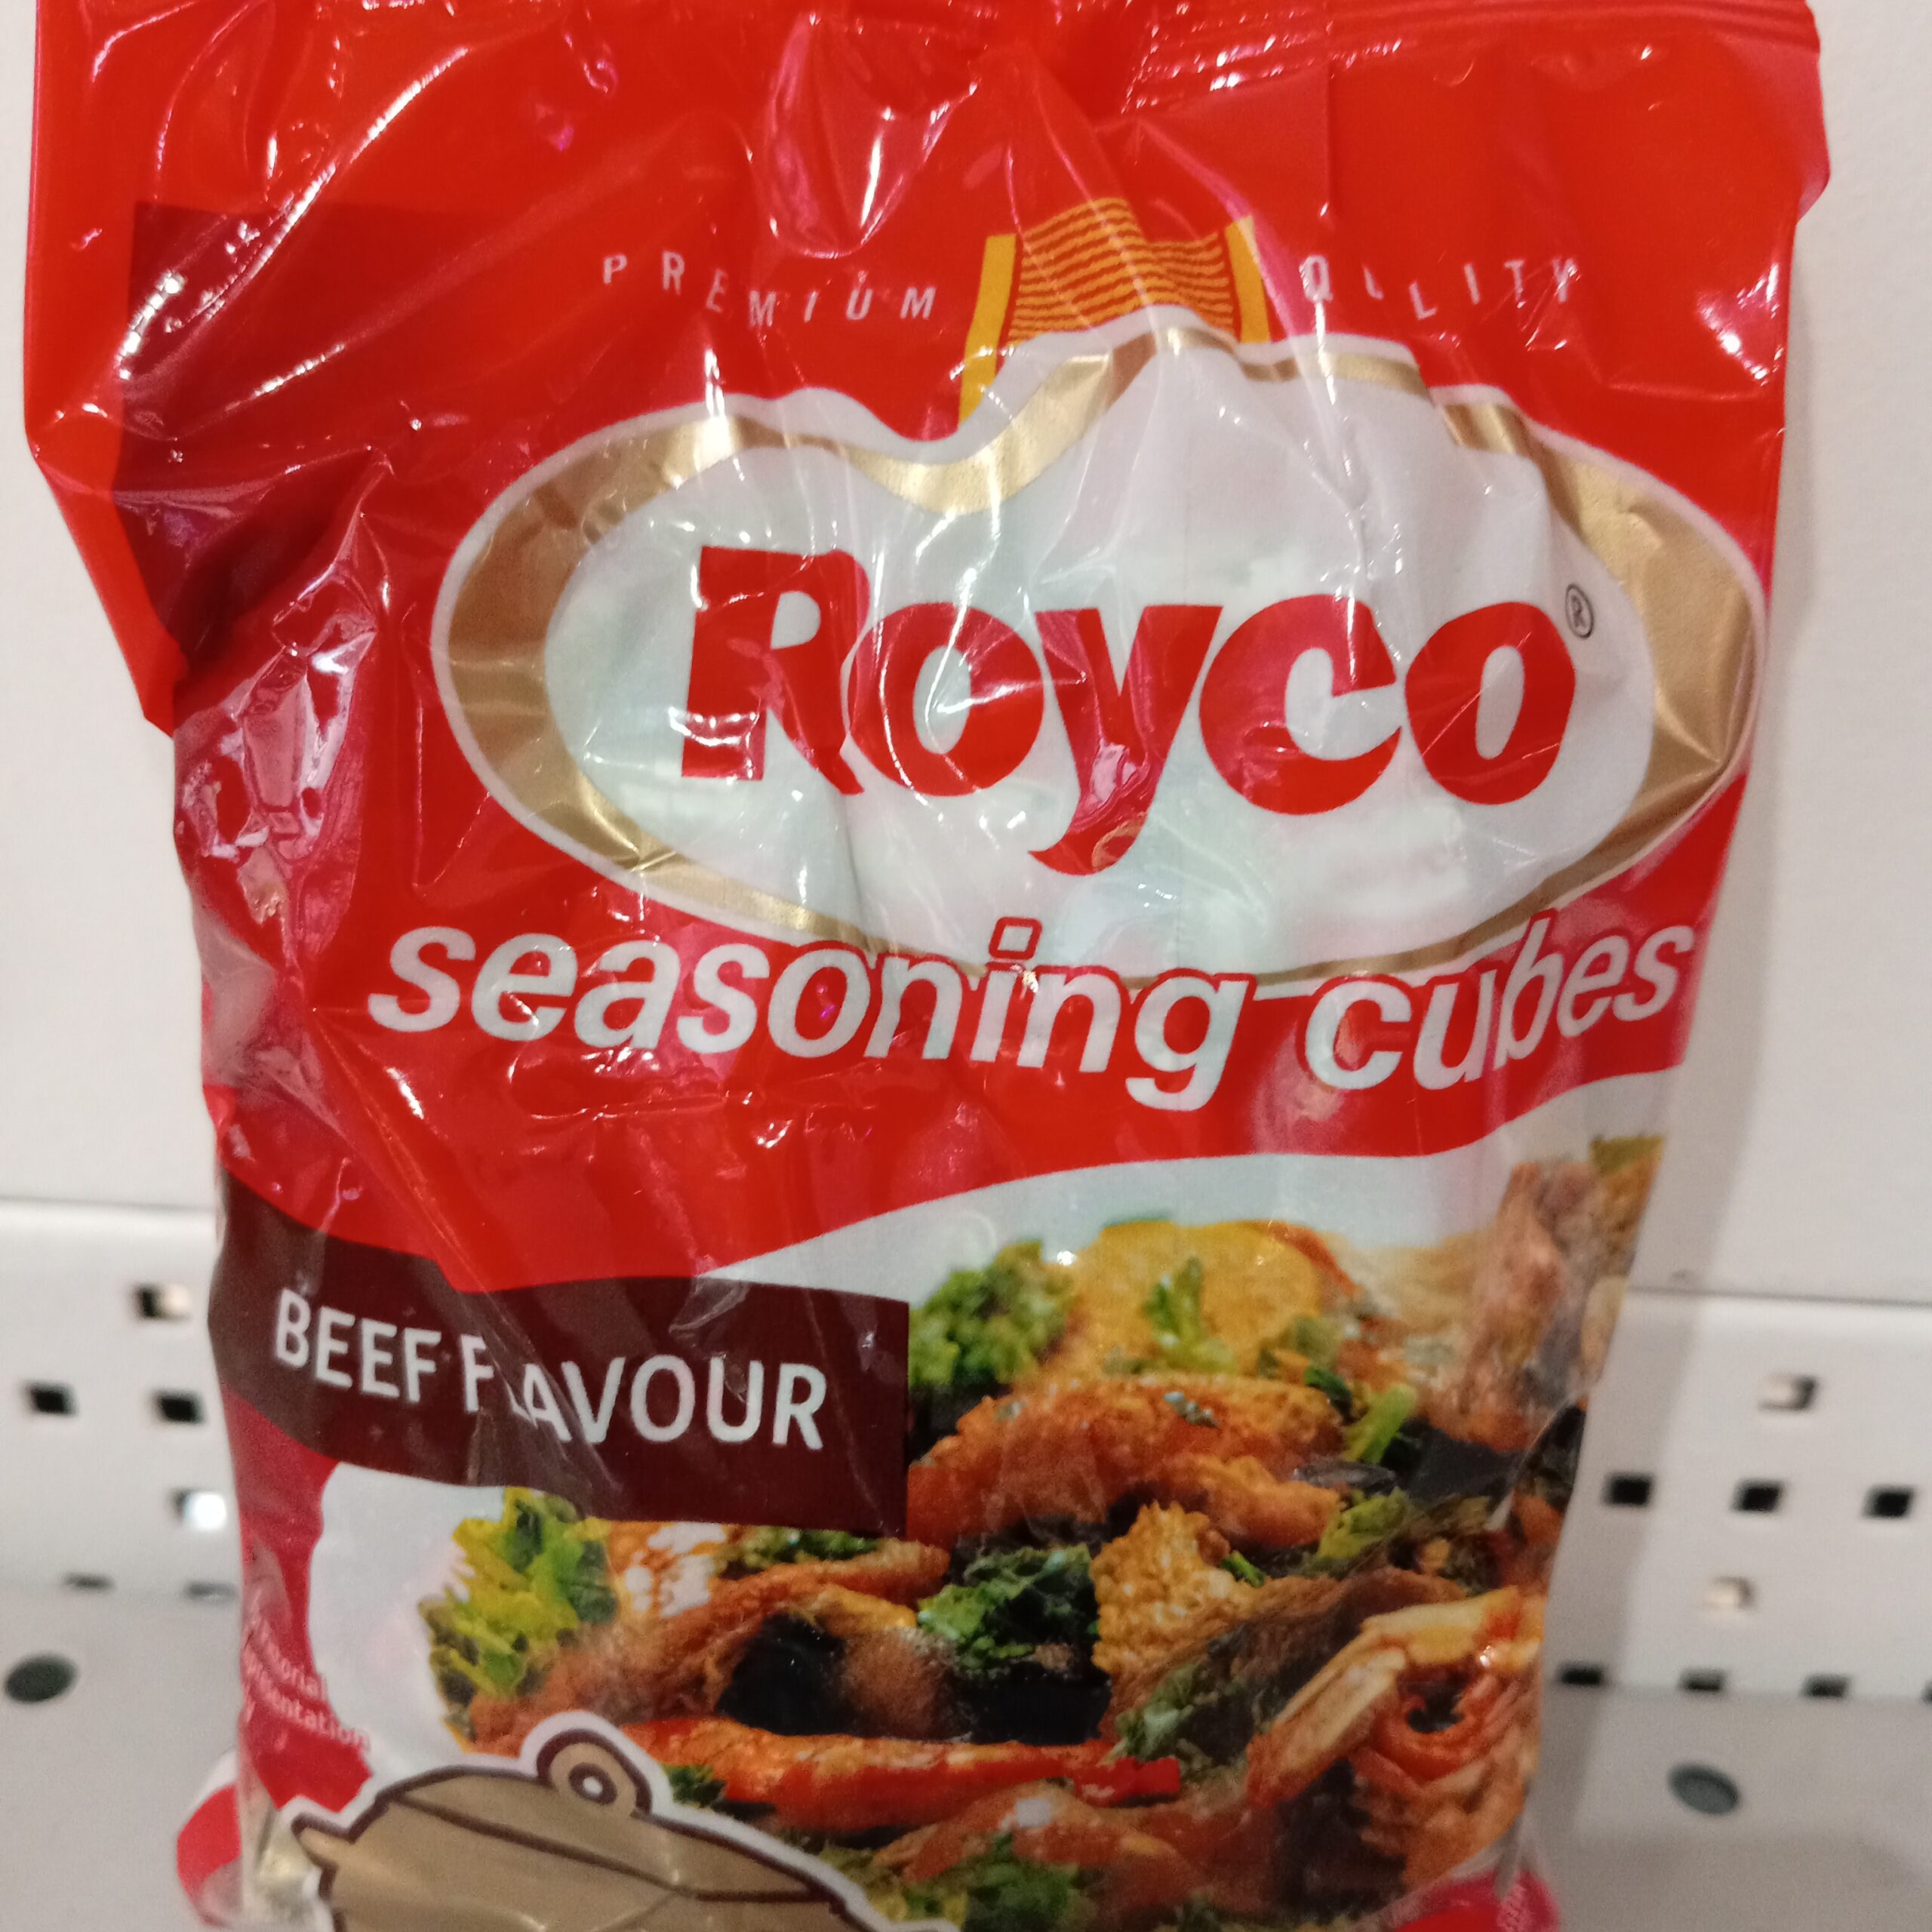 PREMIUM QUALITY
Royco®
seasoning cubes
BEEF FLAVOUR